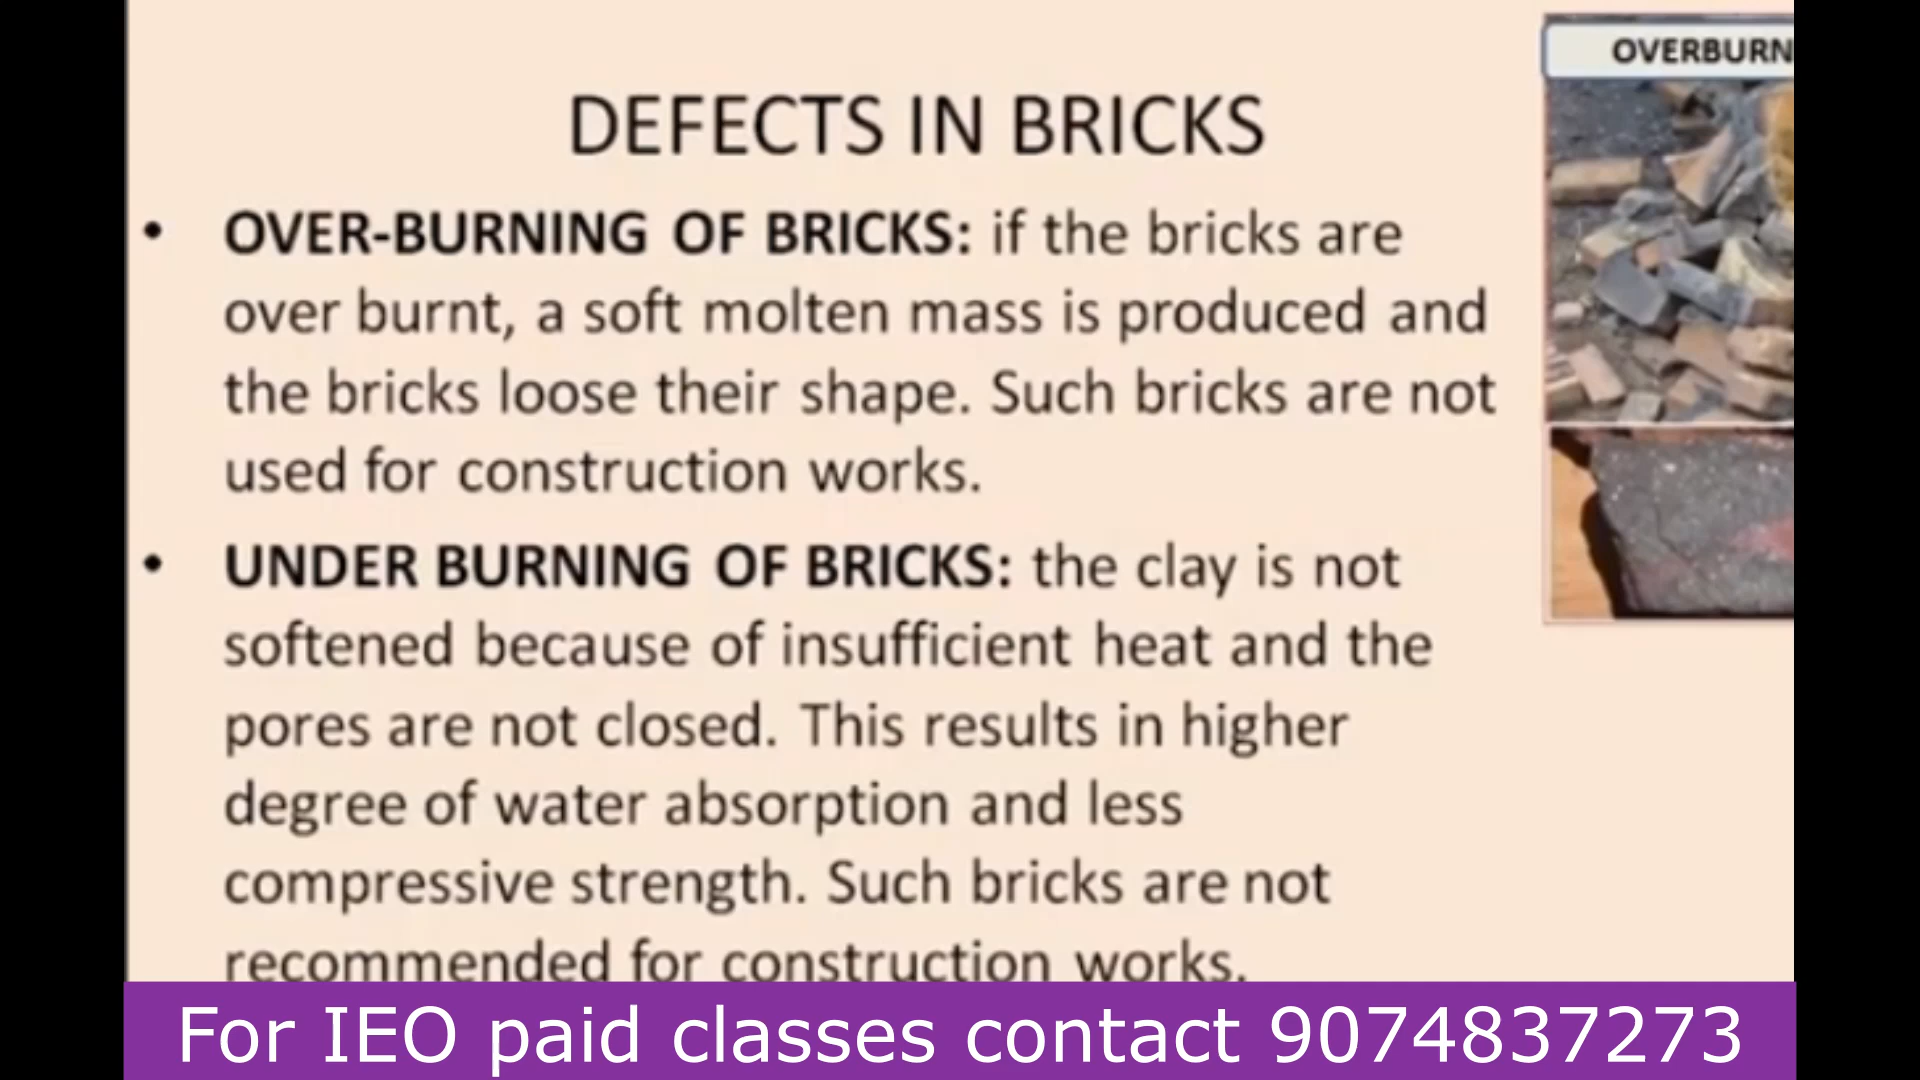 OVERBURN
DEFECTS IN BRICKS
• OVER-BURNING OF BRICKS: if the bricks are
over burnt, a soft molten mass is produced and
the bricks loose their shape. Such bricks are not
used for construction works.
• UNDER BURNING OF BRICKS: the clay is not
softened because of insufficient heat and the
pores are not closed. This results in higher
degree of water absorption and less
compressive strength. Such bricks are not
recommended for construction works.
For IEO paid classes contact 9074837273